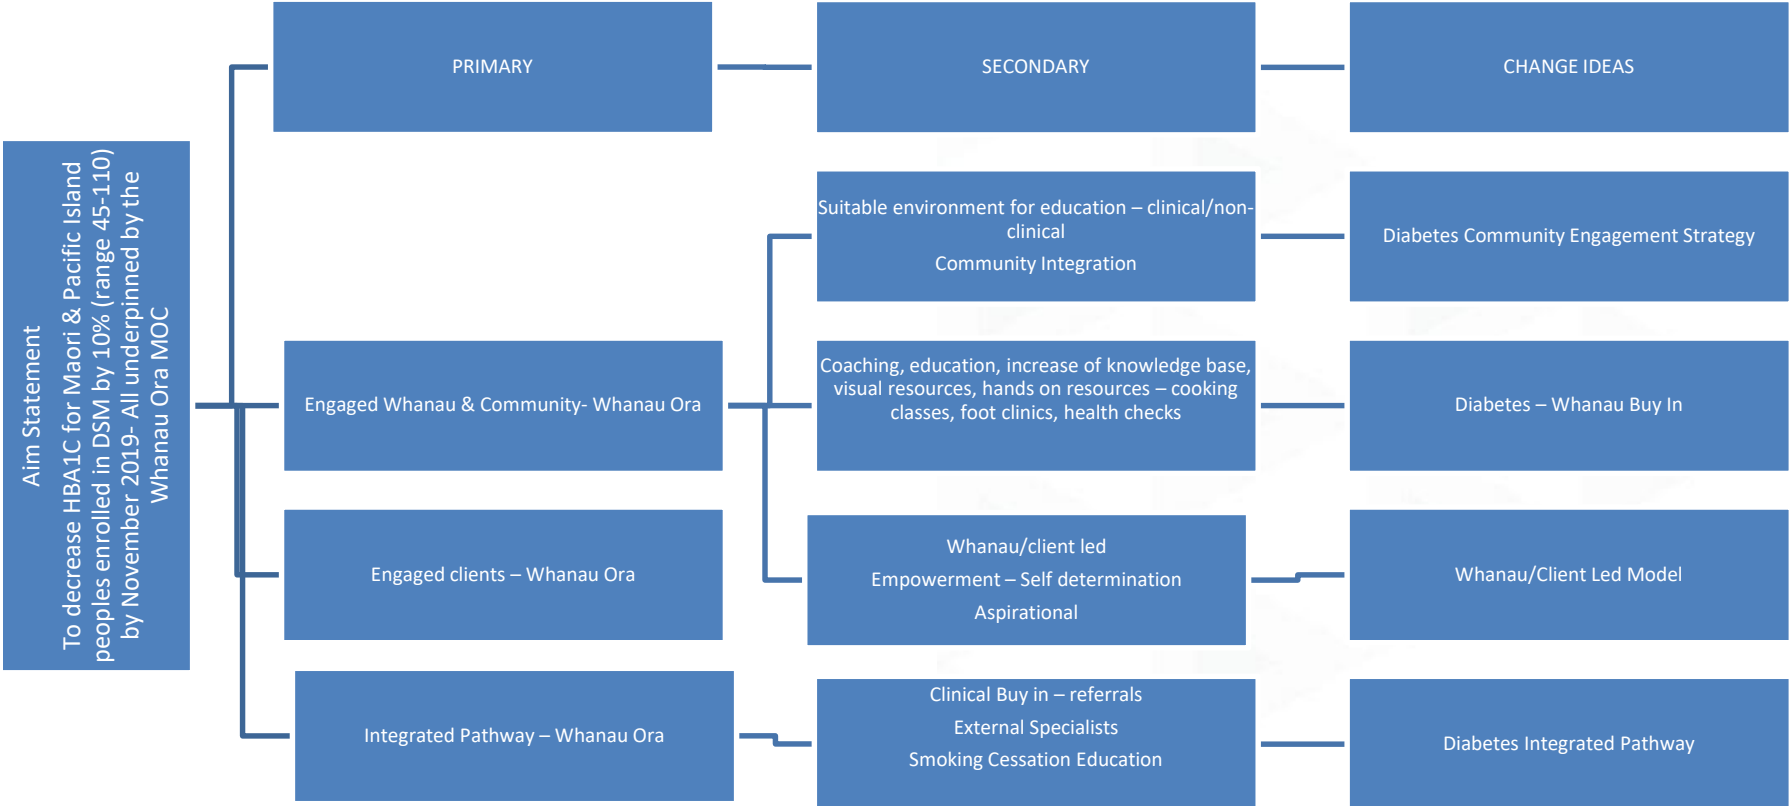 Aim Statement
To decrease HBA1C for Maori & Pacific Island
peoples enrolled in DSM by 10% (range 45-110)
by November 2019- All underpinned by the
Whanau Ora MOC
PRIMARY
SECONDARY
CHANGE IDEAS
Suitable environment for education – clinical/non-
clinical
Community Integration
Diabetes Community Engagement Strategy
Engaged Whanau & Community- Whanau Ora
Coaching, education, increase of knowledge base,
visual resources, hands on resources – cooking
classes, foot clinics, health checks
Diabetes – Whanau Buy In
Engaged clients – Whanau Ora
Whanau/client led
Empowerment – Self determination
Aspirational
Whanau/Client Led Model
Integrated Pathway – Whanau Ora
Clinical Buy in – referrals
External Specialists
Smoking Cessation Education
Diabetes Integrated Pathway